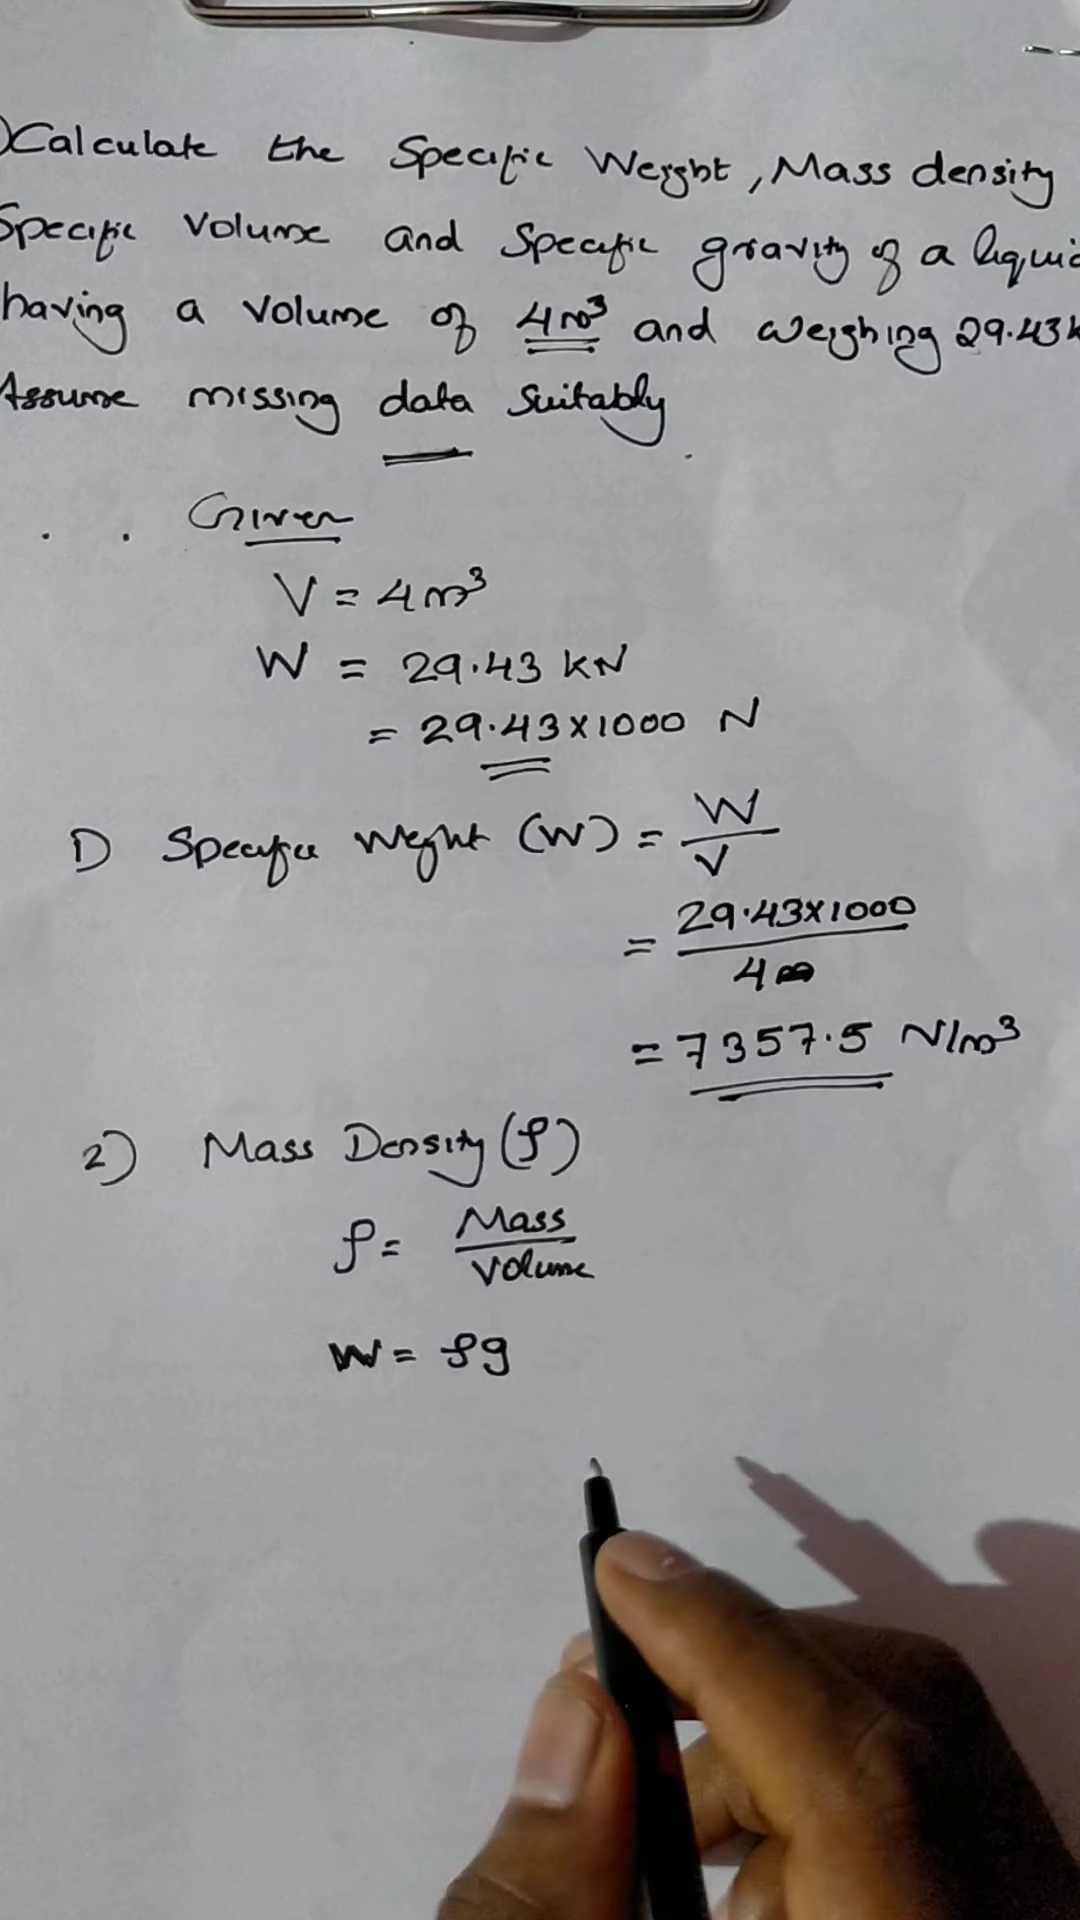 )Calculate the Specific Weight, Mass density
Specific Volume and Specific gravity of a liquid
having a volume of 4m³ and weighing 29.43k
Assume missing data suitably
Given
V = 4m³
W = 29.43 KN
= 29.43x1000 N
1) Specific Weight (W) = W/V
= 29.43x1000/4
= 7357.5 N/m³
2) Mass Density (ρ)
ρ = Mass/Volume
W = ρg